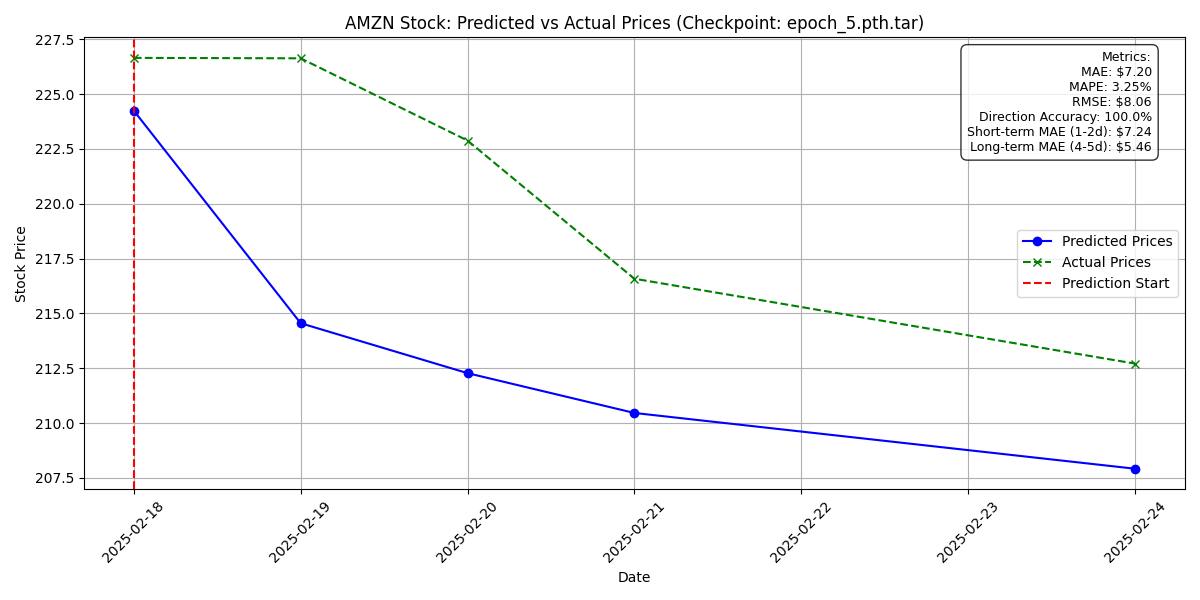 AMZN Stock: Predicted vs Actual Prices (Checkpoint: epoch_5.pth.tar)
Metrics:
MAE: $7.20
MAPE: 3.25%
RMSE: $8.06
Direction Accuracy: 100.0%
Short-term MAE (1-2d): $7.24
Long-term MAE (4-5d): $5.46
Predicted Prices
Actual Prices
Prediction Start
Stock Price
227.5
225.0
222.5
220.0
217.5
215.0
212.5
210.0
207.5
2025-02-18
2025-02-19
2025-02-20
2025-02-21
2025-02-22
2025-02-23
2025-02-24
Date